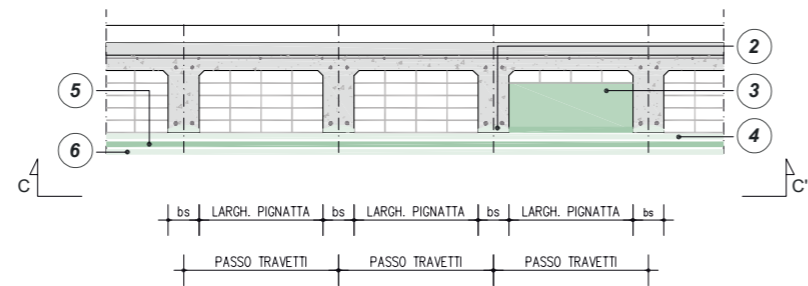 2
3
5
4
6
C C'
bs LARGH. PIGNATTA bs LARGH. PIGNATTA bs LARGH. PIGNATTA bs
PASSO TRAVETTI PASSO TRAVETTI PASSO TRAVETTI